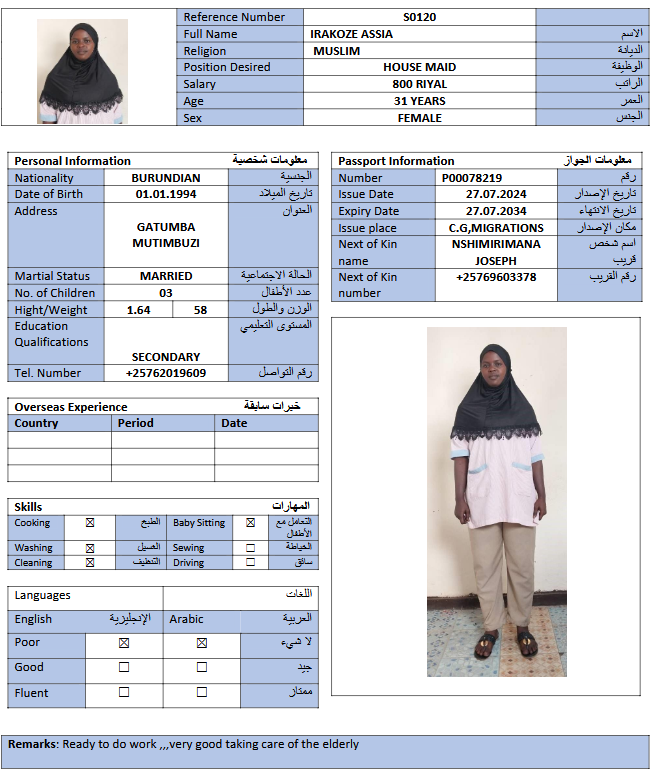 Reference Number S0120
Full Name IRAKOZE ASSIA الاسم
Religion MUSLIM الديانة
Position Desired HOUSE MAID الوظيفة
Salary 800 RIYAL الراتب
Age 31 YEARS العمر
Sex FEMALE الجنس
Personal Information معلومات شخصية
Nationality BURUNDIAN الجنسية
Date of Birth 01.01.1994 تاريخ الميلاد
Address العنوان
GATUMBA
MUTIMBUZI
Martial Status MARRIED الحالة الاجتماعية
No. of Children 03 عدد الأطفال
Hight/Weight 1.64 58 الوزن والطول
Education المستوى التعليمي
Qualifications
SECONDARY
Tel. Number +25762019609 رقم التواصل
Passport Information معلومات الجواز
Number P00078219 رقم
Issue Date 27.07.2024 تاريخ الإصدار
Expiry Date 27.07.2034 تاريخ الانتهاء
Issue place C.G,MIGRATIONS مكان الإصدار
Next of Kin NSHIMIRIMANA اسم شخص
name JOSEPH قريب
Next of Kin +25769603378 رقم القريب
number
Overseas Experience خبرات سابقة
Country Period Date
Skills المهارات
Cooking ☒ الطبخ Baby Sitting ☒ التعامل مع
الأطفال
Washing ☒ الغسيل Sewing ☐ الخياطة
Cleaning ☒ التنظيف Driving ☐ سائق
Languages اللغات
English الإنجليزية Arabic العربية
Poor ☒ ☒ لا شيء
Good ☐ ☐ جيد
Fluent ☐ ☐ ممتاز
Remarks: Ready to do work ,,,very good taking care of the elderly